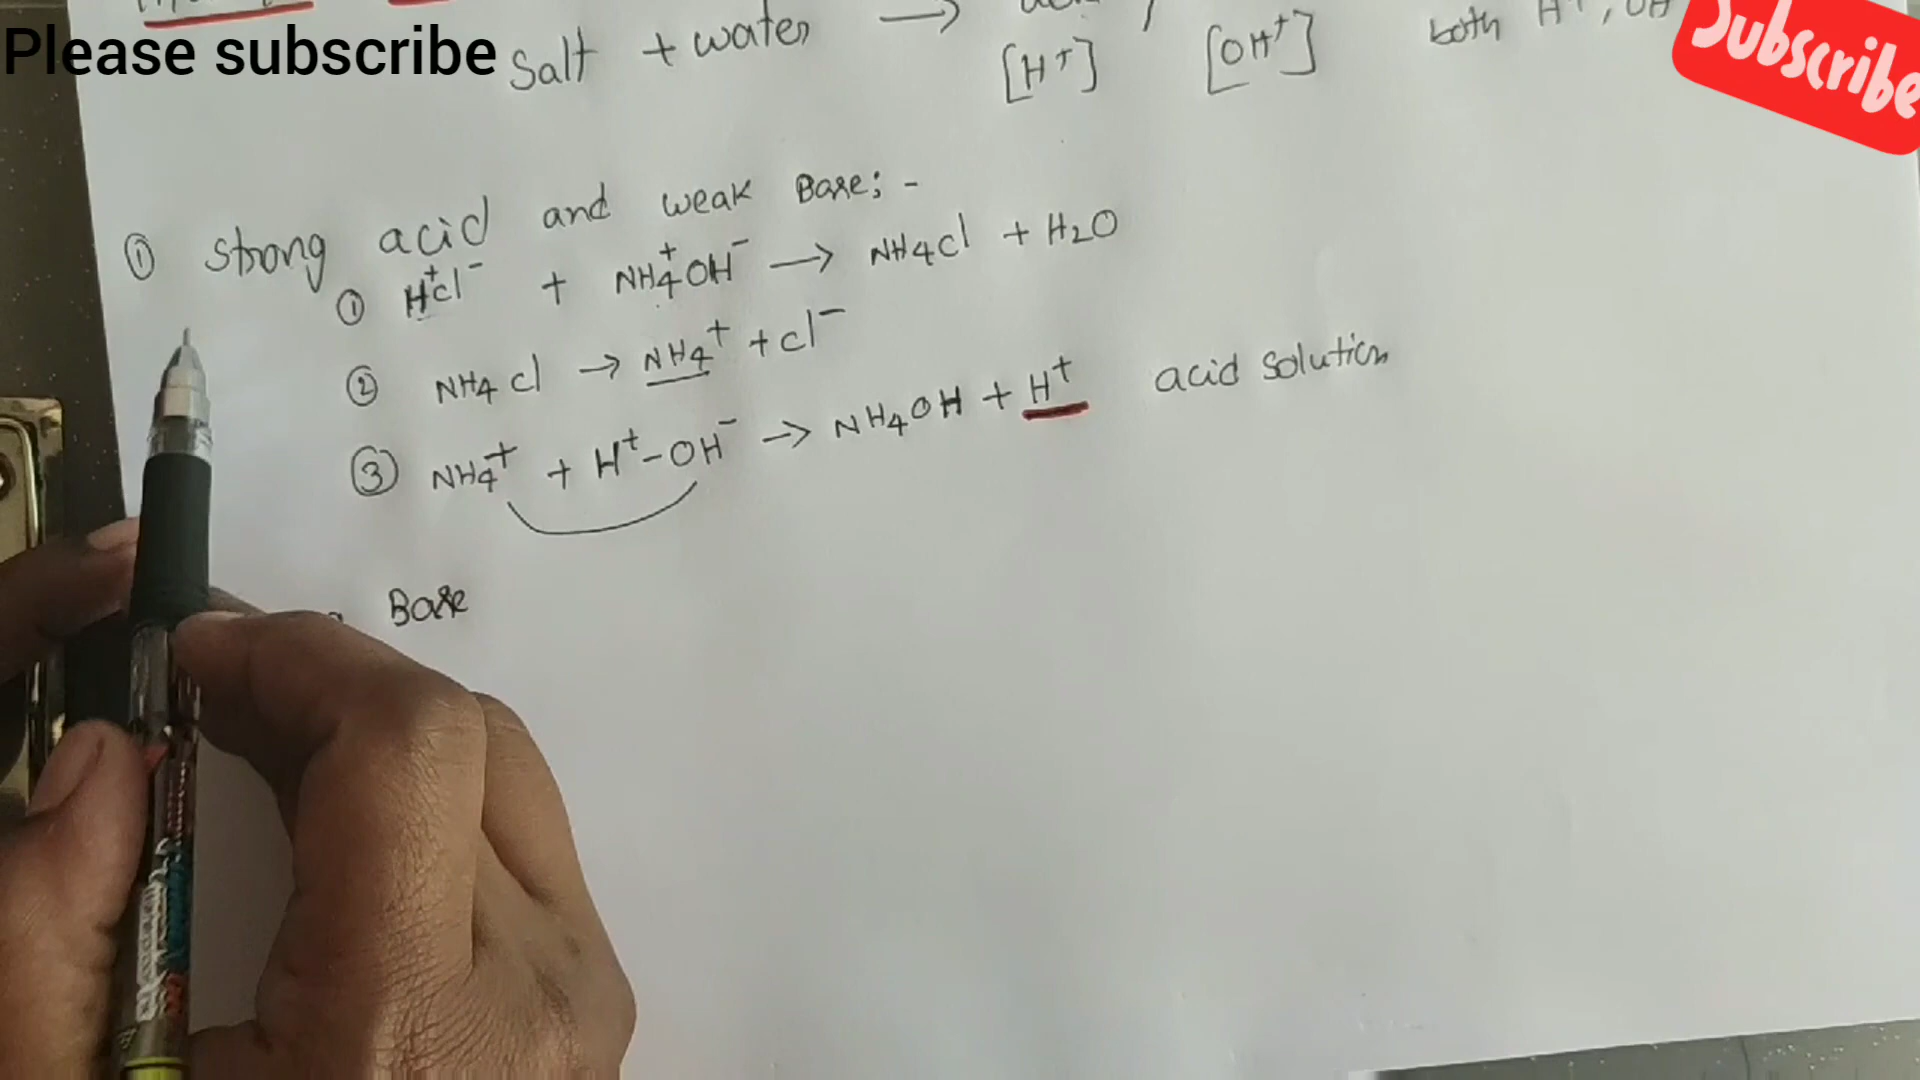 Please subscribe
Subscribe
Salt + water →
[H⁺] [OH⁺] both H⁺, OH
① strong acid and weak Base:-
① H⁺Cl⁻ + NH₄⁺OH⁻ → NH₄Cl + H₂O
② NH₄Cl → NH₄⁺ + Cl⁻
③ NH₄⁺ + H⁺-OH⁻ → NH₄OH + H⁺ acid solution
Base